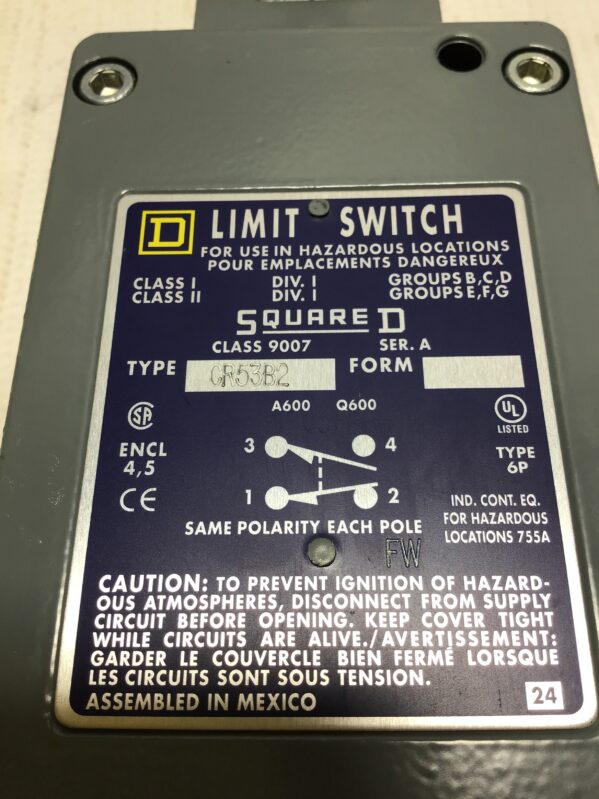 D LIMIT SWITCH
FOR USE IN HAZARDOUS LOCATIONS
POUR EMPLACEMENTS DANGEREUX
CLASS I DIV. I GROUPS B,C,D
CLASS II DIV. I GROUPS E,F,G
SQUARE D
CLASS 9007 SER. A
TYPE CR53B2 FORM
A600 Q600
SA
UL
LISTED
3 4
ENCL
4,5
TYPE
6P
CE
1 2
IND. CONT. EQ.
FOR HAZARDOUS
LOCATIONS 755A
SAME POLARITY EACH POLE
FW
CAUTION: TO PREVENT IGNITION OF HAZARD-
OUS ATMOSPHERES, DISCONNECT FROM SUPPLY
CIRCUIT BEFORE OPENING. KEEP COVER TIGHT
WHILE CIRCUITS ARE ALIVE./AVERTISSEMENT:
GARDER LE COUVERCLE BIEN FERMÉ LORSQUE
LES CIRCUITS SONT SOUS TENSION.
ASSEMBLED IN MEXICO 24